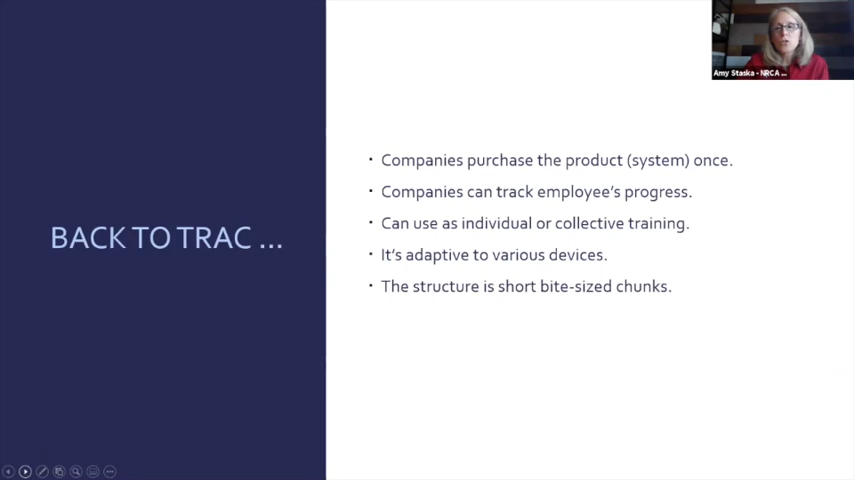 Amy Staska - NRCA ...
BACK TO TRAC ...
· Companies purchase the product (system) once.
· Companies can track employee's progress.
· Can use as individual or collective training.
· It's adaptive to various devices.
· The structure is short bite-sized chunks.